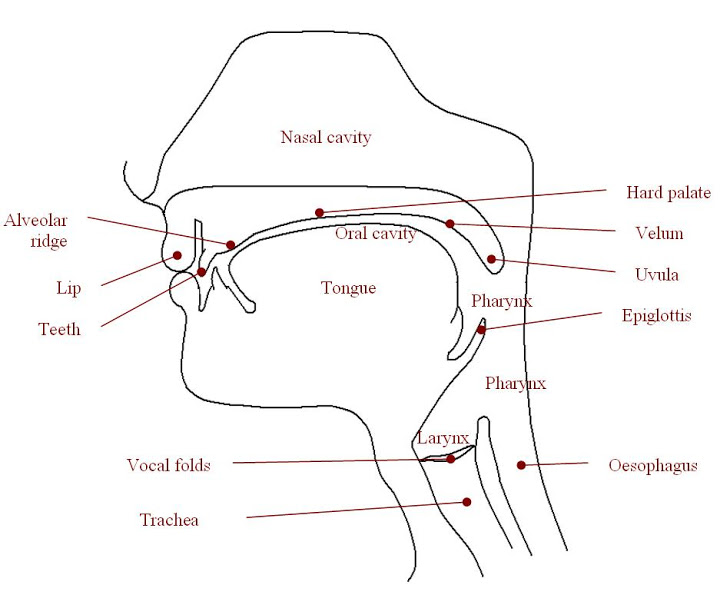 Nasal cavity
Hard palate
Alveolar
ridge
Oral cavity
Velum
Uvula
Lip
Tongue
Pharynx
Epiglottis
Teeth
Pharynx
Larynx
Vocal folds
Oesophagus
Trachea